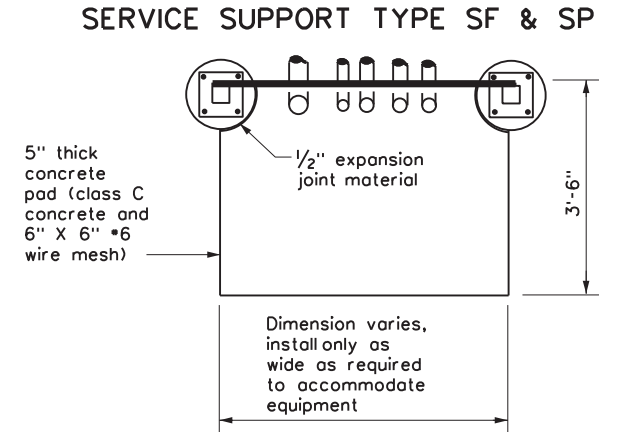 SERVICE SUPPORT TYPE SF & SP
5" thick
concrete
pad (class C
concrete and
6" X 6" #6
wire mesh)
1/2" expansion
joint material
3'-6"
Dimension varies,
install only as
wide as required
to accommodate
equipment